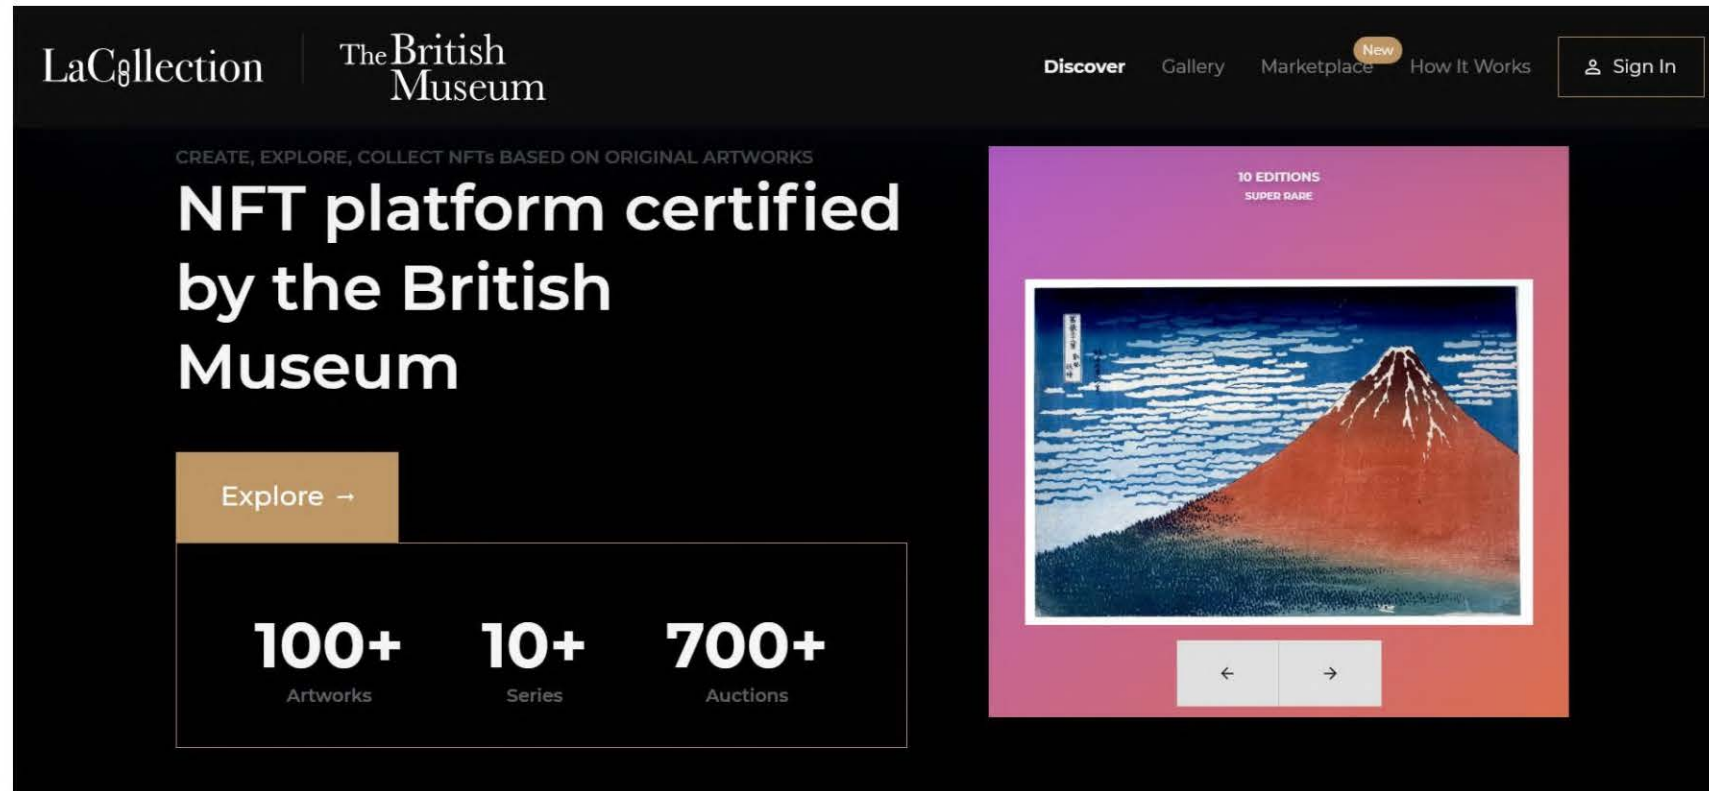 LaCollection
The British
Museum
Discover
Gallery
Marketplace
New
How It Works
Sign In
CREATE, EXPLORE, COLLECT NFTs BASED ON ORIGINAL ARTWORKS
NFT platform certified
by the British
Museum
Explore →
100+
Artworks
10+
Series
700+
Auctions
10 EDITIONS
SUPER RARE
← →